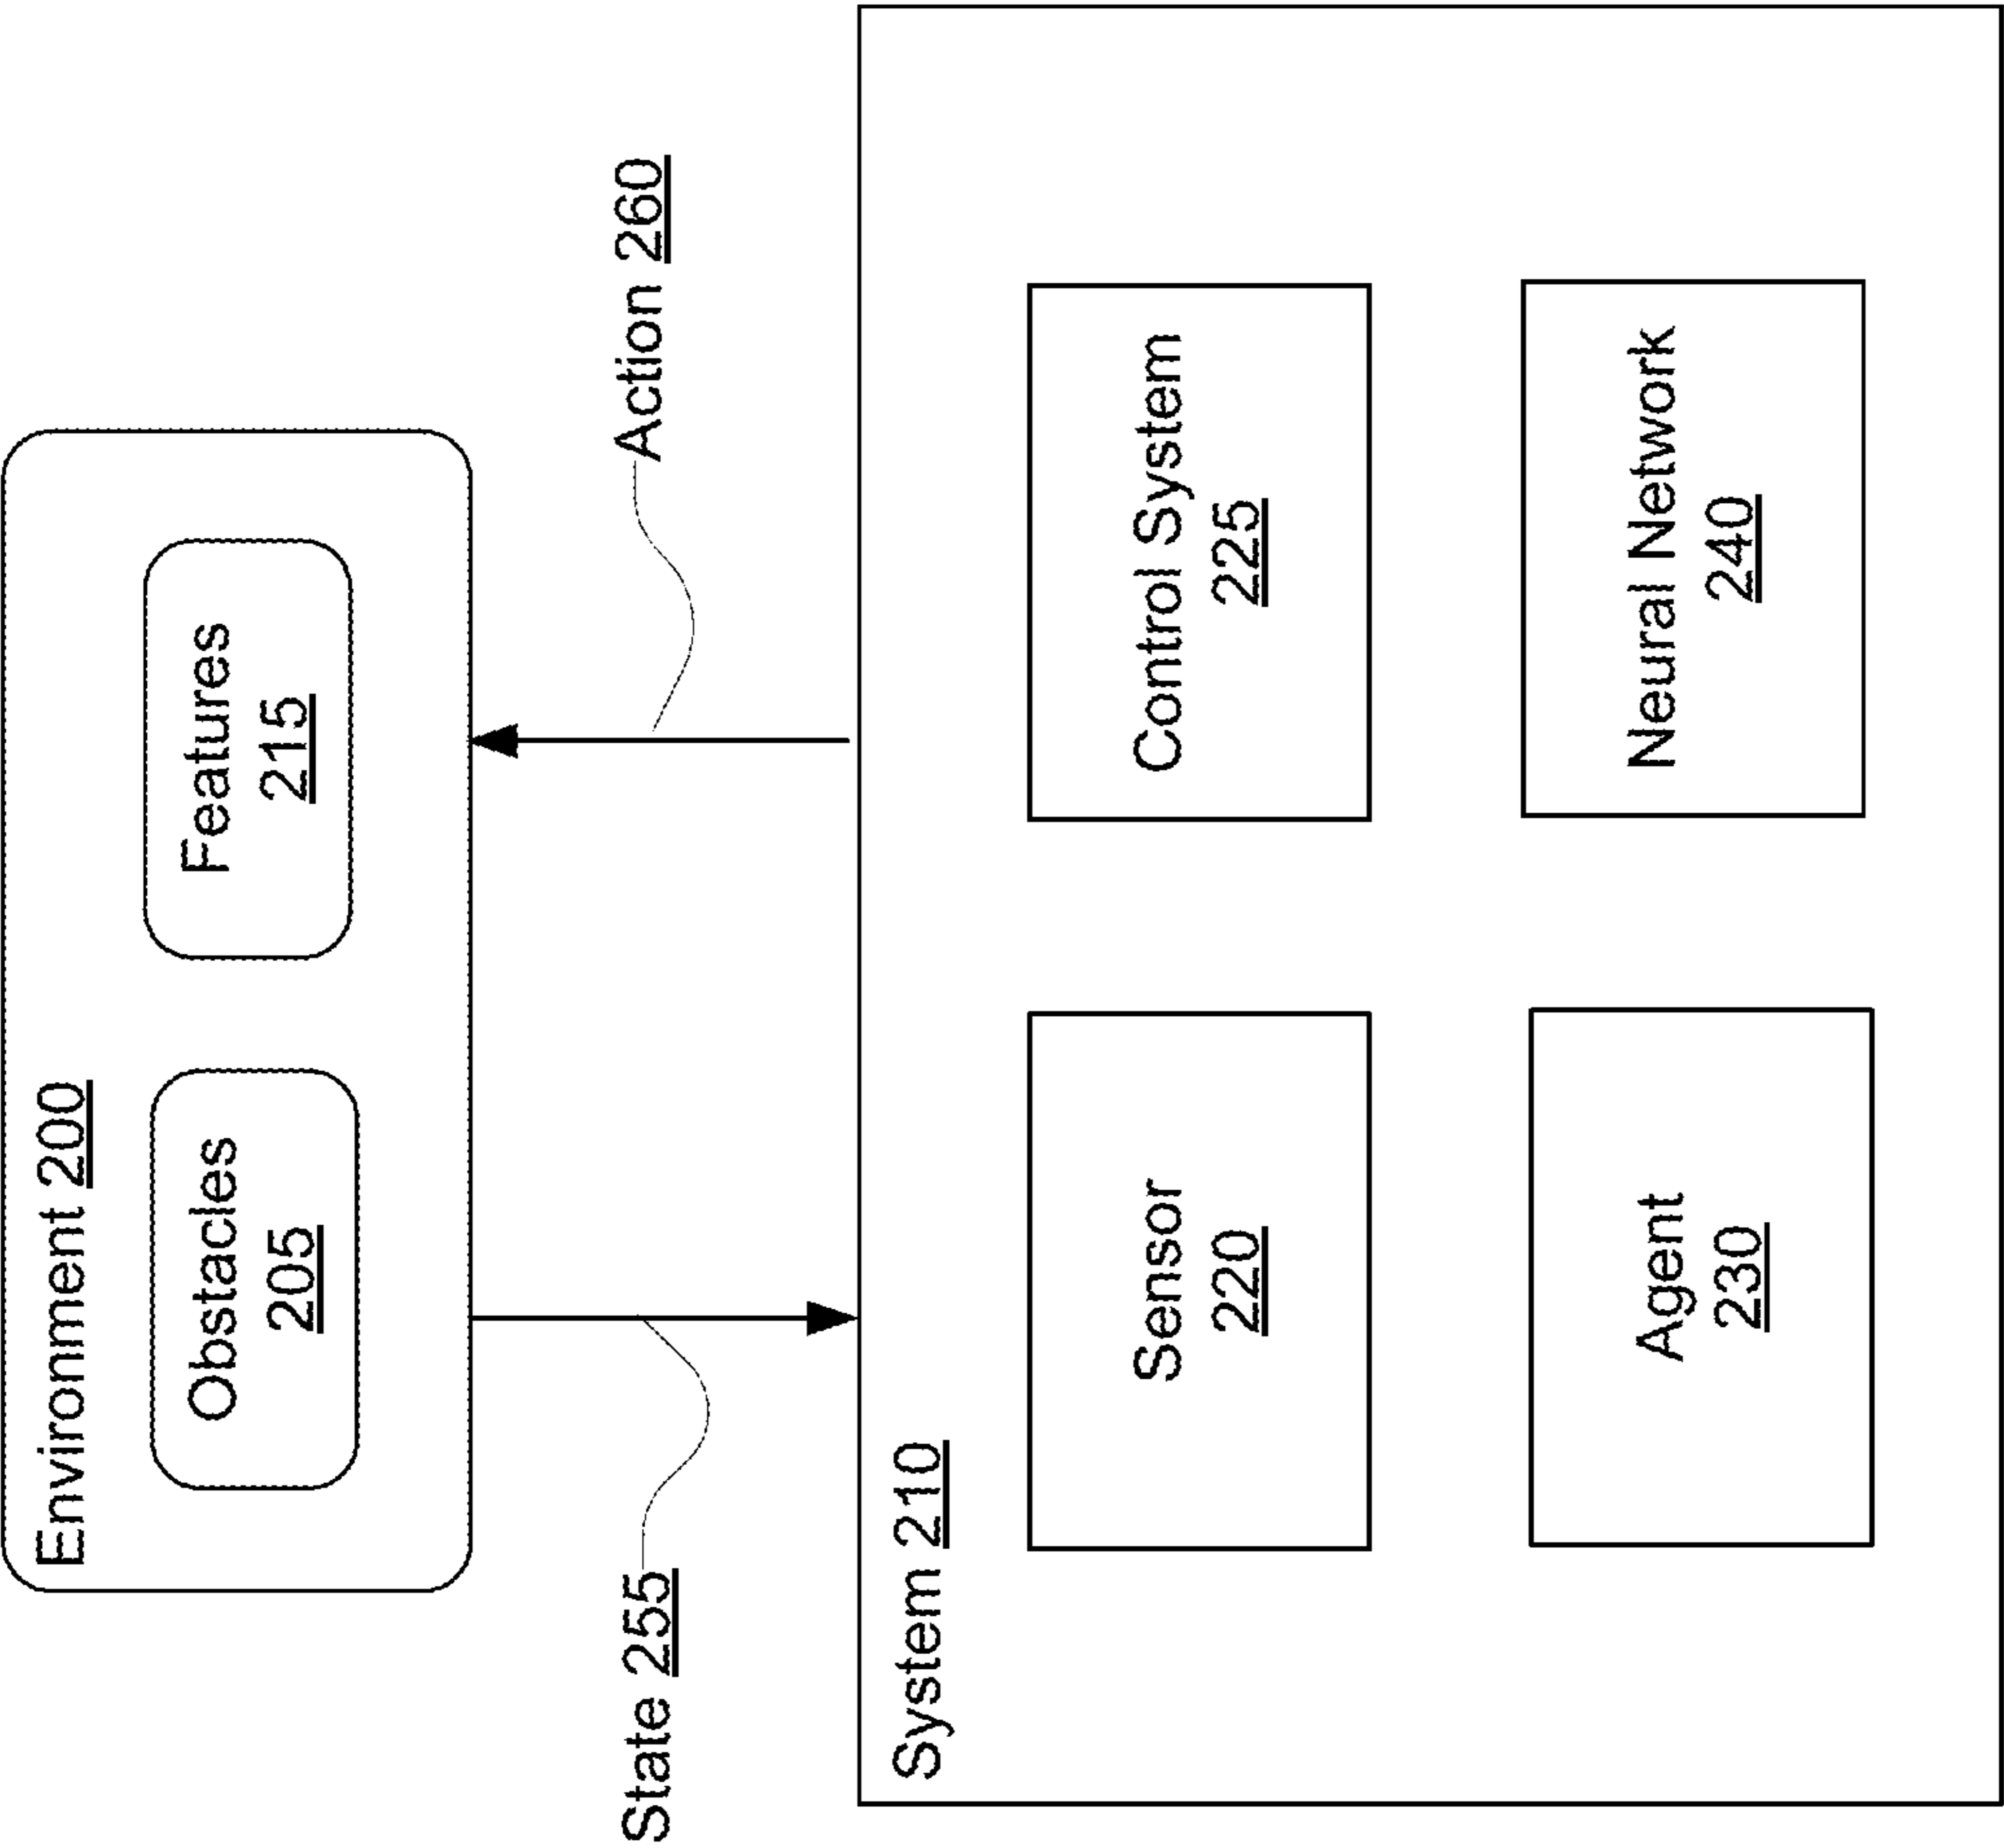 Environment 200
Obstacles
205
Features
215
State 255
Action 260
System 210
Sensor
220
Control System
225
Agent
230
Neural Network
240